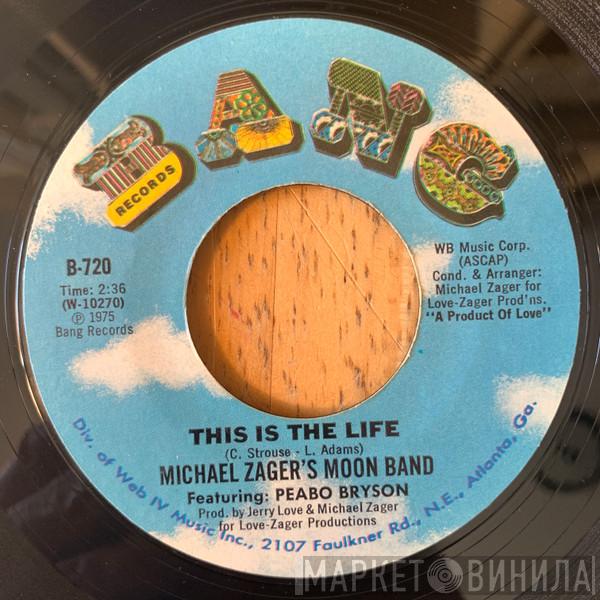 BANG
RECORDS
B-720
Time: 2:36
(W-10270)
℗ 1975
Bang Records
WB Music Corp.
(ASCAP)
Cond. & Arranger:
Michael Zager for
Love-Zager Prod'ns.
"A Product Of Love"
THIS IS THE LIFE
(C. Strouse - L. Adams)
MICHAEL ZAGER'S MOON BAND
Featuring: PEABO BRYSON
Prod. by Jerry Love & Michael Zager
for Love-Zager Productions
Div. of Web IV Music Inc., 2107 Faulkner Rd., N.E., Atlanta, Ga.
МАРКЕТ ВИНИЛА